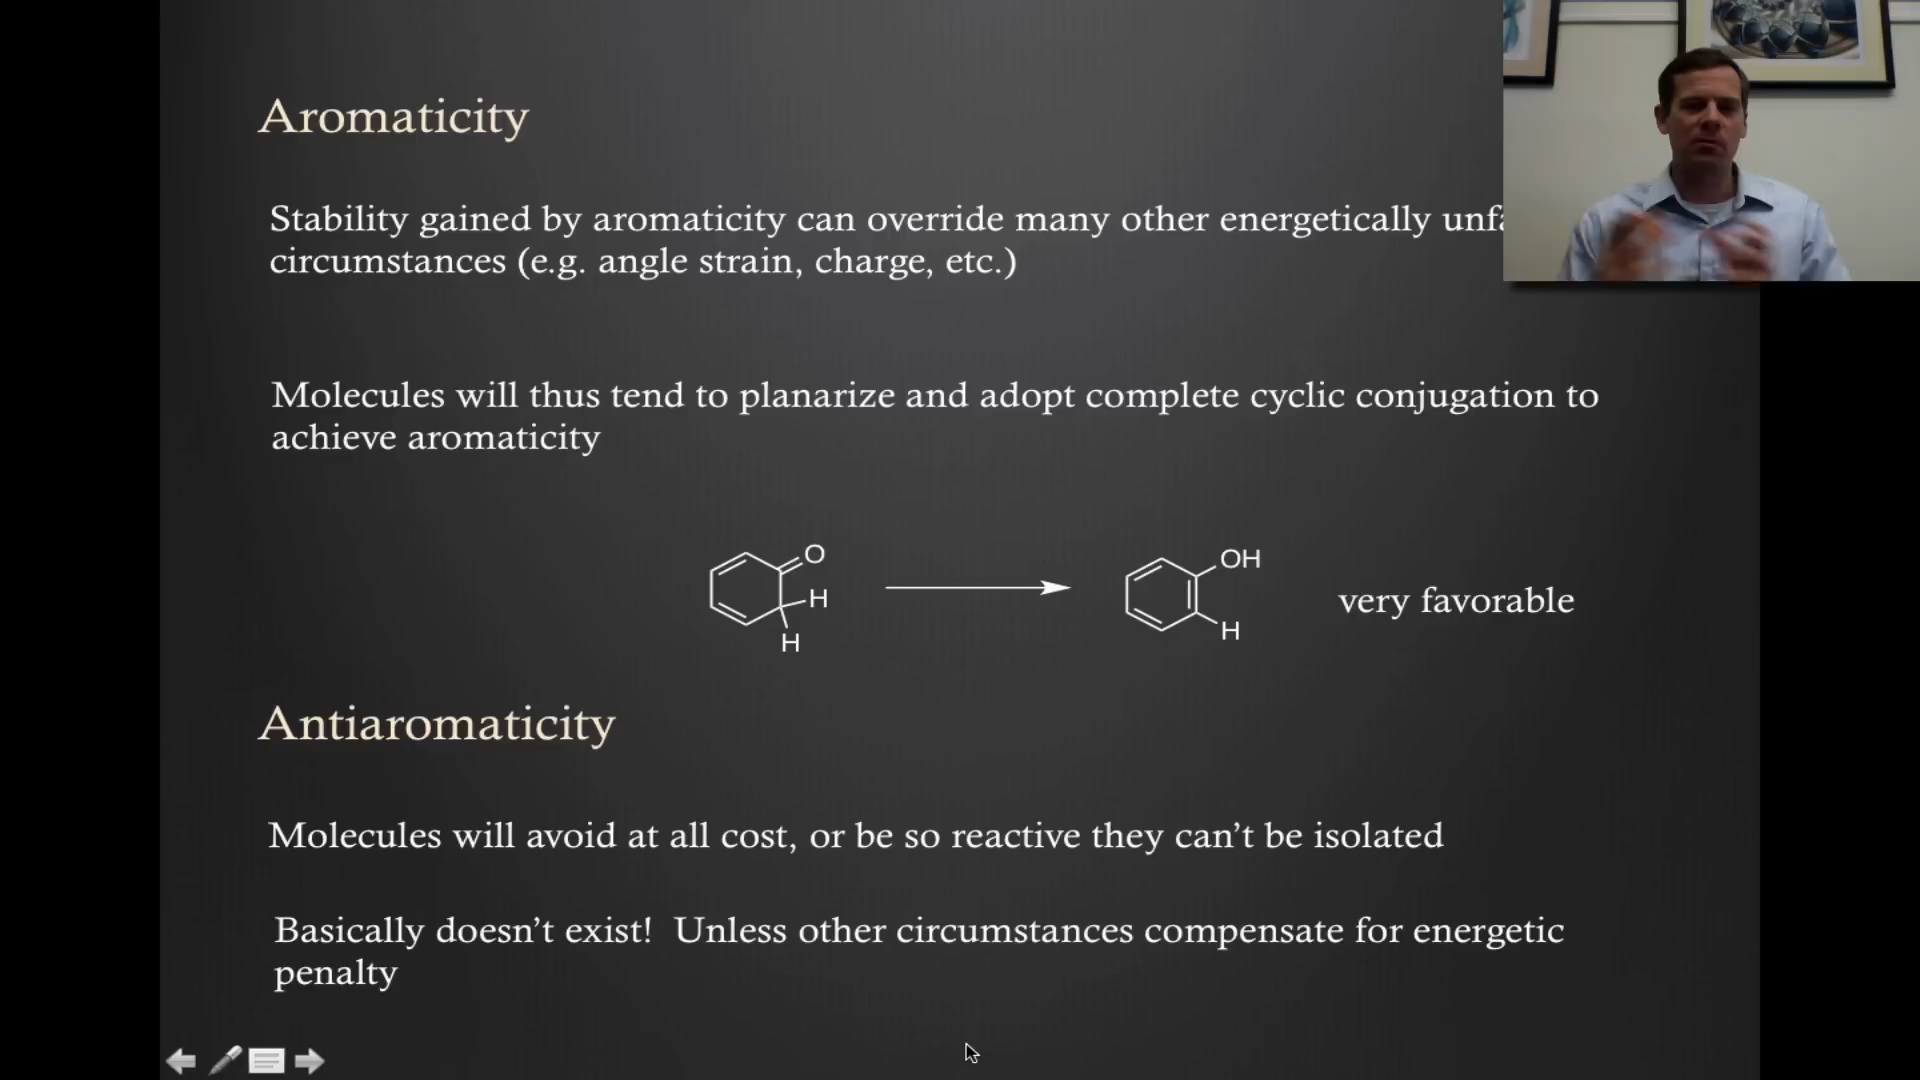 Aromaticity
Stability gained by aromaticity can override many other energetically
circumstances (e.g. angle strain, charge, etc.)
Molecules will thus tend to planarize and adopt complete cyclic conjugation to
achieve aromaticity
O
H
H
OH
H
very favorable
Antiaromaticity
Molecules will avoid at all cost, or be so reactive they can't be isolated
Basically doesn't exist! Unless other circumstances compensate for energetic
penalty